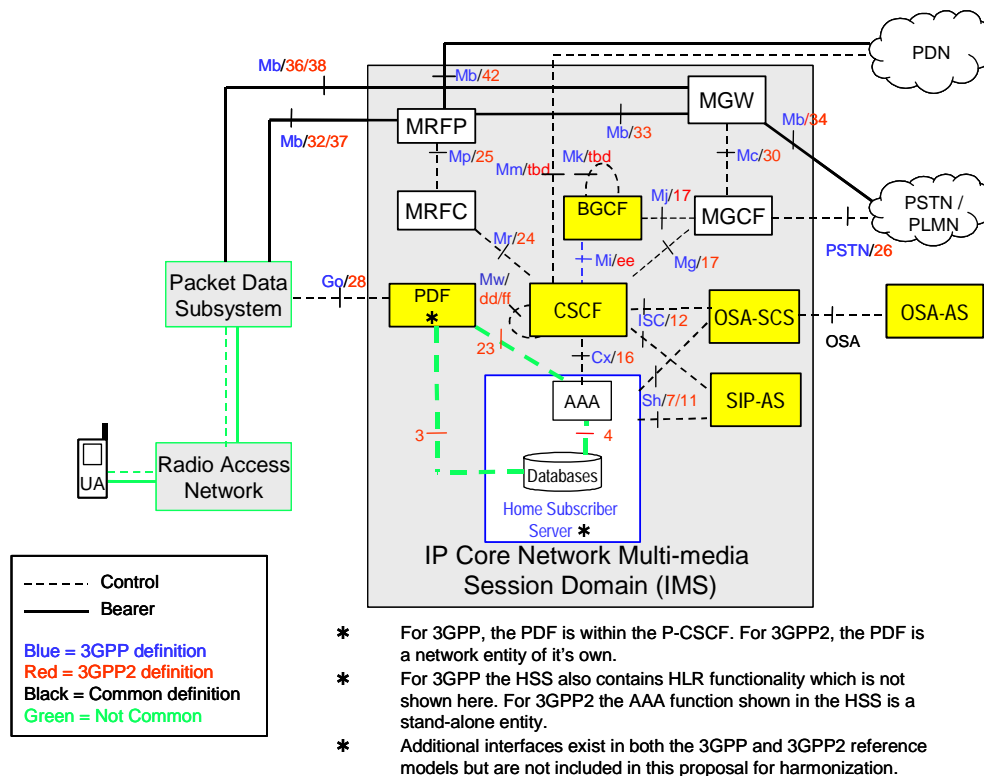 PDN
Mb/36/38
Mb/42
MGW
MRFP
Mb/34
Mb/32/37
Mb/33
Mp/25
Mk/tbd
Mc/30
Mm/tbd
MRFC
BGCF
Mj/17
MGCF
PSTN /
PLMN
Mr/24
PSTN/26
Mi/ee
Mg/17
Packet Data
Subsystem
Go/28
Mw/
dd/ff
PDF
*
CSCF
ISC/12
OSA-SCS
OSA-AS
OSA
23
Cx/16
AAA
Sh/7/11
SIP-AS
3
4
UA
Radio Access
Network
Databases
Home Subscriber
Server *
IP Core Network Multi-media
Session Domain (IMS)
Control
Bearer
Blue = 3GPP definition
Red = 3GPP2 definition
Black = Common definition
Green = Not Common
* For 3GPP, the PDF is within the P-CSCF. For 3GPP2, the PDF is
a network entity of it's own.
* For 3GPP the HSS also contains HLR functionality which is not
shown here. For 3GPP2 the AAA function shown in the HSS is a
stand-alone entity.
* Additional interfaces exist in both the 3GPP and 3GPP2 reference
models but are not included in this proposal for harmonization.